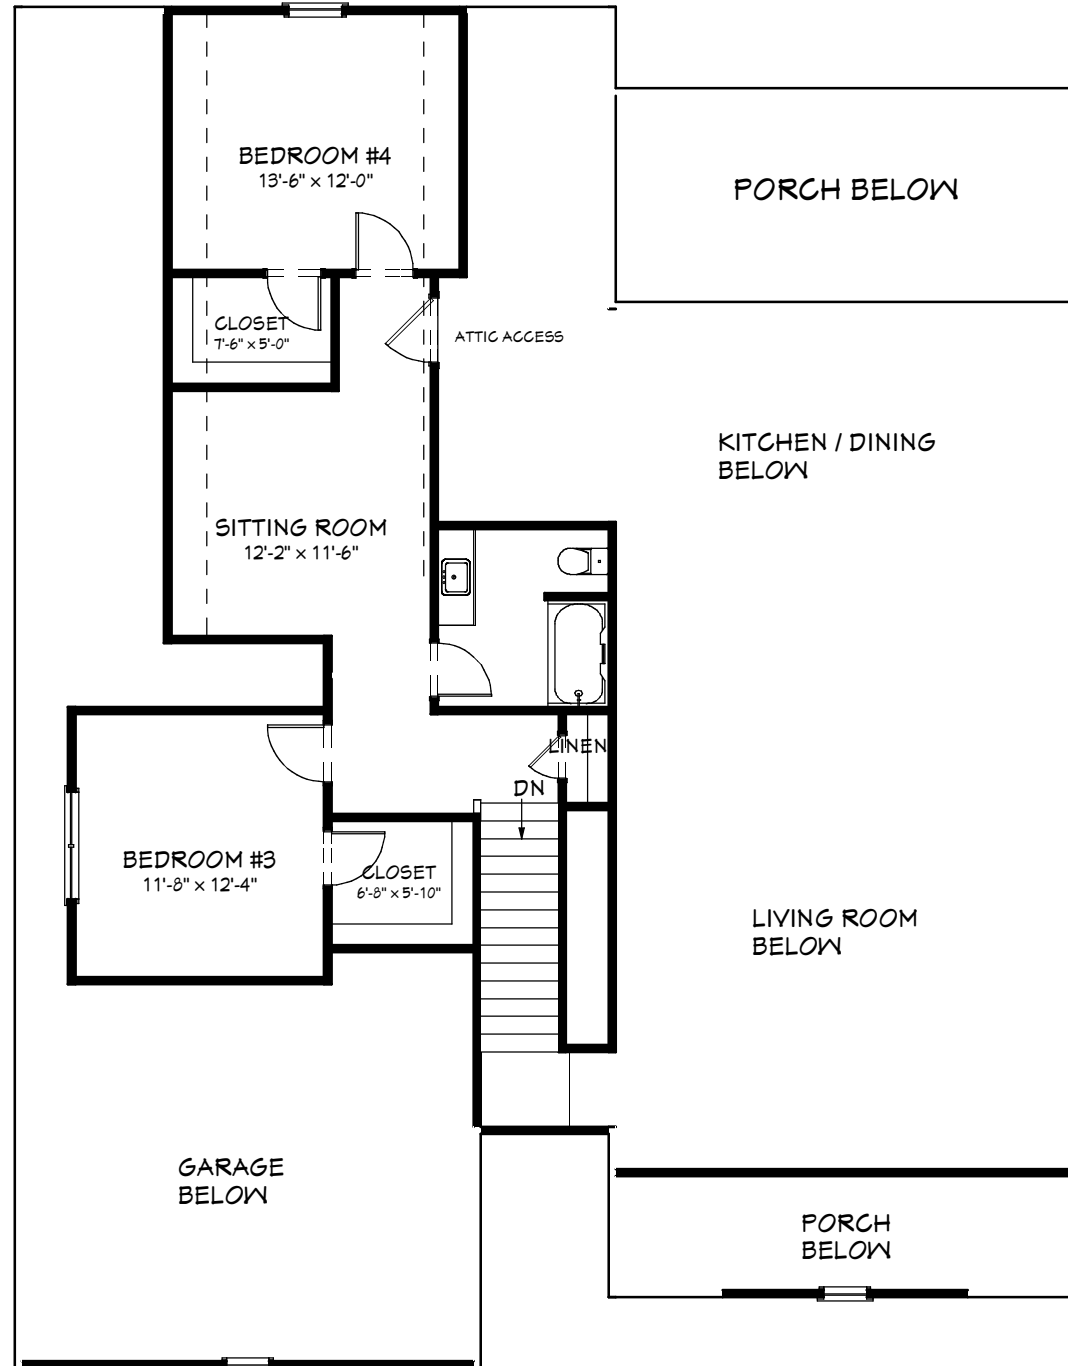 BEDROOM #4
13'-6" x 12'-0"
PORCH BELOW
CLOSET
7'-6" x 5'-0"
ATTIC ACCESS
KITCHEN / DINING
BELOW
SITTING ROOM
12'-2" x 11'-6"
LINEN
DN
BEDROOM #3
11'-8" x 12'-4"
CLOSET
6'-8" x 5'-10"
LIVING ROOM
BELOW
GARAGE
BELOW
PORCH
BELOW